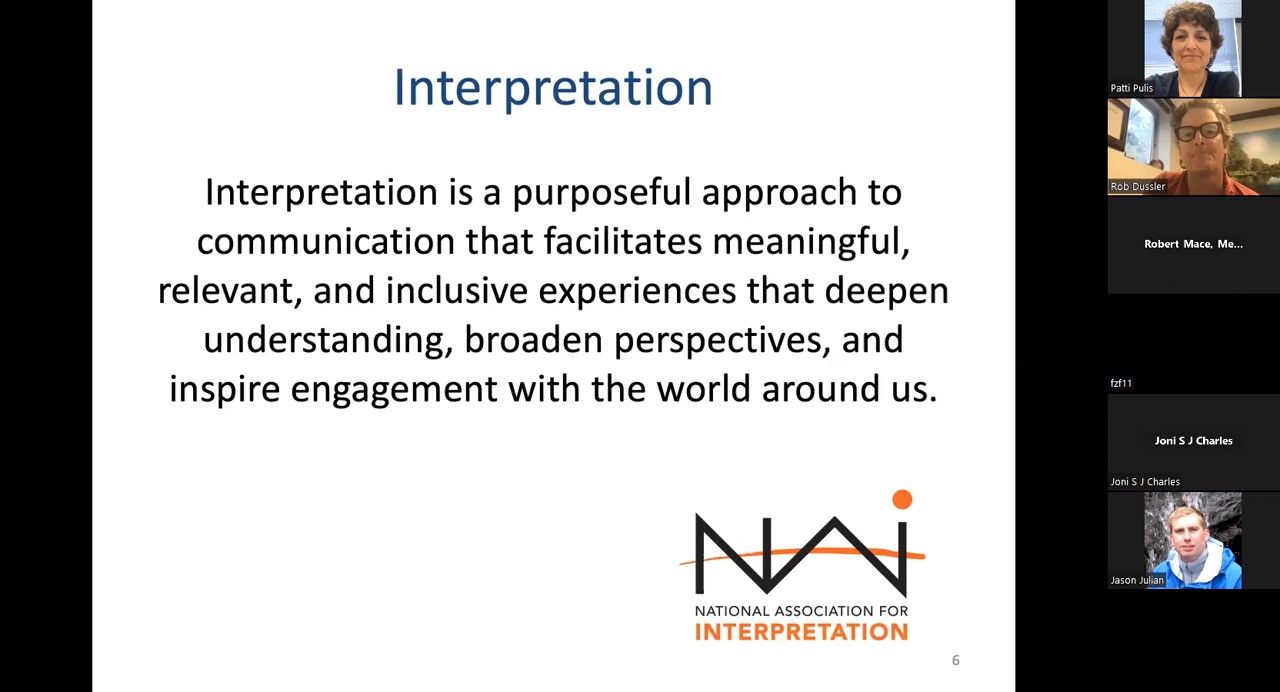 Interpretation
Interpretation is a purposeful approach to
communication that facilitates meaningful,
relevant, and inclusive experiences that deepen
understanding, broaden perspectives, and
inspire engagement with the world around us.
NAi
NATIONAL ASSOCIATION FOR
INTERPRETATION
6
Patti Pulis
Rob Dussler
Robert Mace, Me...
fzf11
Joni S J Charles
Joni S J Charles
Jason Julian